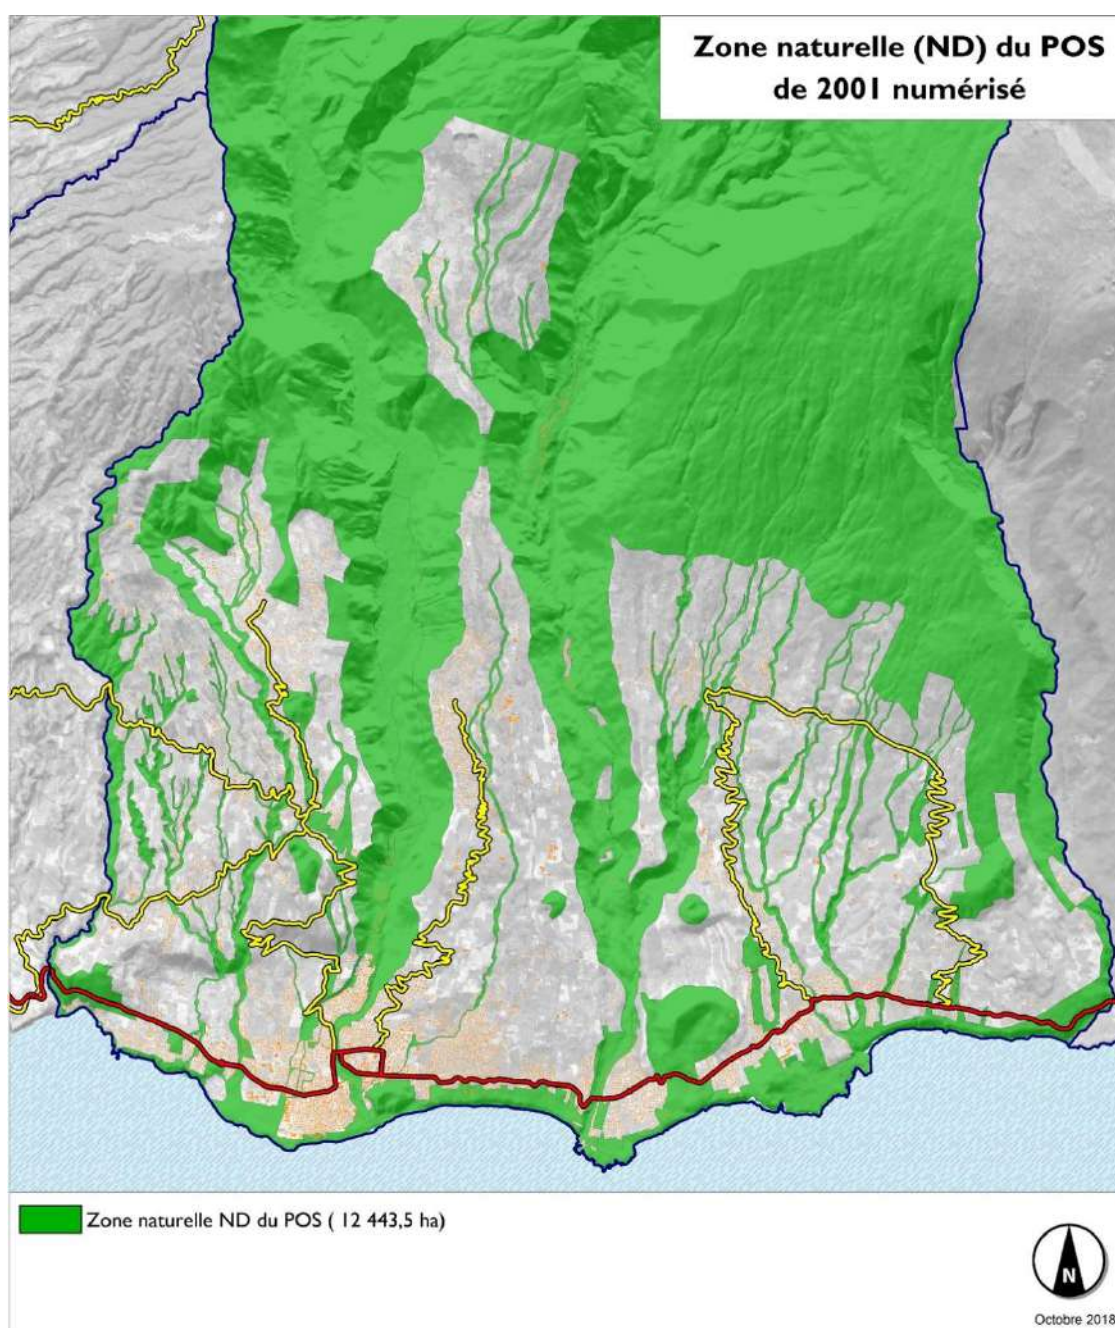 Zone naturelle (ND) du POS
de 2001 numérisé
Zone naturelle ND du POS ( 12 443,5 ha)
N
Octobre 2018